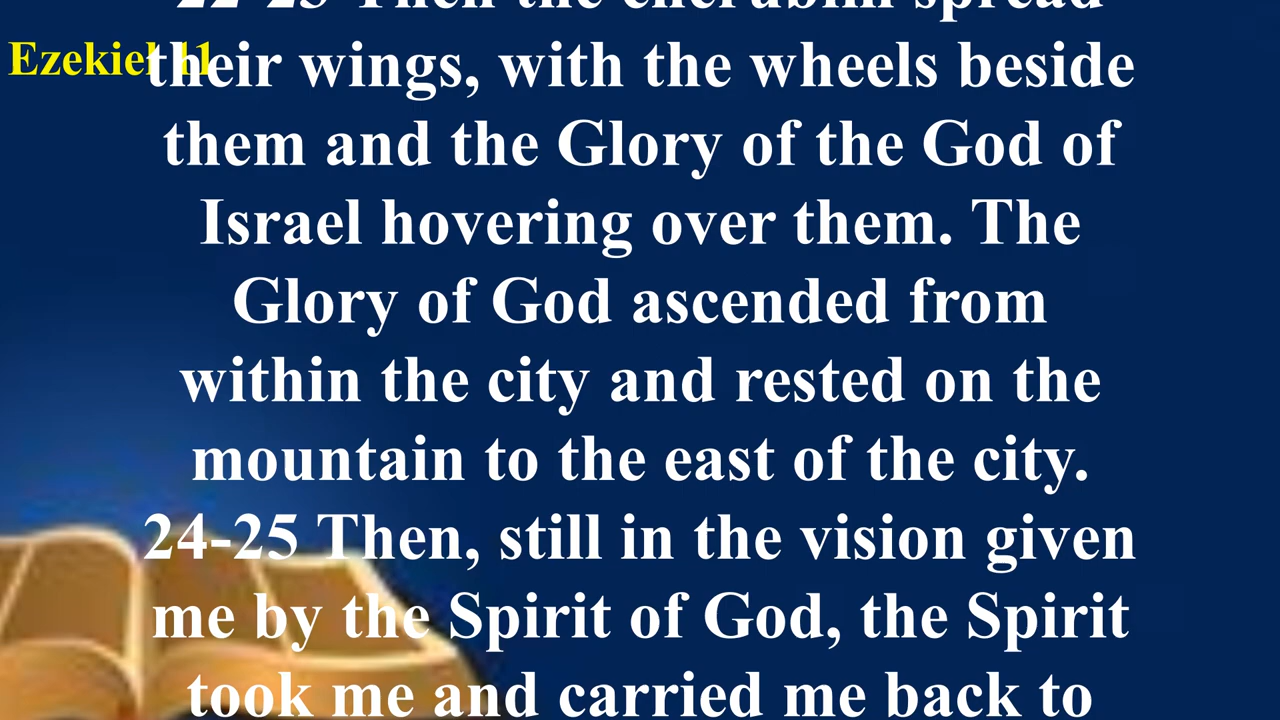 22-23 Then the cherubim spread
Ezekiel 11
their wings, with the wheels beside
them and the Glory of the God of
Israel hovering over them. The
Glory of God ascended from
within the city and rested on the
mountain to the east of the city.
24-25 Then, still in the vision given
me by the Spirit of God, the Spirit
took me and carried me back to